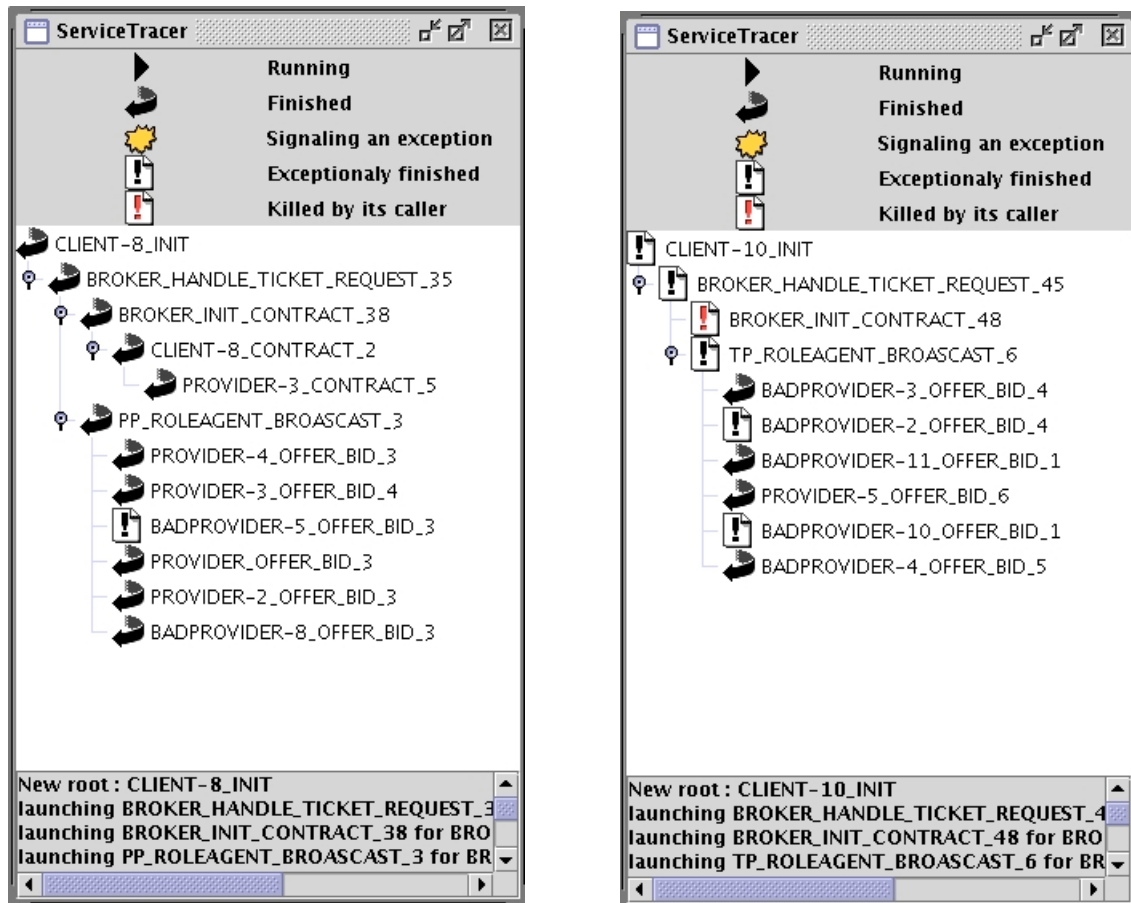 ServiceTracer
Running
Finished
Signaling an exception
Exceptionaly finished
Killed by its caller
CLIENT-8_INIT
BROKER_HANDLE_TICKET_REQUEST_35
BROKER_INIT_CONTRACT_38
CLIENT-8_CONTRACT_2
PROVIDER-3_CONTRACT_5
PP_ROLEAGENT_BROASCAST_3
PROVIDER-4_OFFER_BID_3
PROVIDER-3_OFFER_BID_4
BADPROVIDER-5_OFFER_BID_3
PROVIDER_OFFER_BID_3
PROVIDER-2_OFFER_BID_3
BADPROVIDER-8_OFFER_BID_3
New root : CLIENT-8_INIT
launching BROKER_HANDLE_TICKET_REQUEST_3
launching BROKER_INIT_CONTRACT_38 for BRO
launching PP_ROLEAGENT_BROASCAST_3 for BR
ServiceTracer
Running
Finished
Signaling an exception
Exceptionaly finished
Killed by its caller
CLIENT-10_INIT
BROKER_HANDLE_TICKET_REQUEST_45
BROKER_INIT_CONTRACT_48
TP_ROLEAGENT_BROASCAST_6
BADPROVIDER-3_OFFER_BID_4
BADPROVIDER-2_OFFER_BID_4
BADPROVIDER-11_OFFER_BID_1
PROVIDER-5_OFFER_BID_6
BADPROVIDER-10_OFFER_BID_1
BADPROVIDER-4_OFFER_BID_5
New root : CLIENT-10_INIT
launching BROKER_HANDLE_TICKET_REQUEST_4
launching BROKER_INIT_CONTRACT_48 for BRO
launching TP_ROLEAGENT_BROASCAST_6 for BR